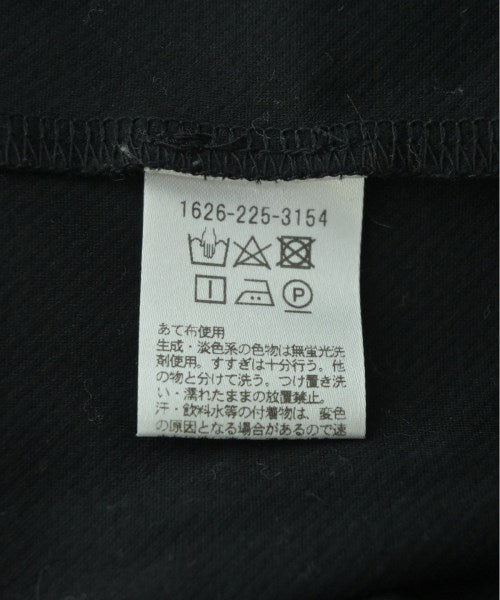 1626-225-3154
P
あて布使用
生成・淡色系の色物は無蛍光洗
剤使用。すすぎは十分行う。他
の物と分けて洗う。つけ置き洗
い・濡れたままの放置禁止。
汗・飲料水等の付着物は、変色
の原因となる場合があるので速